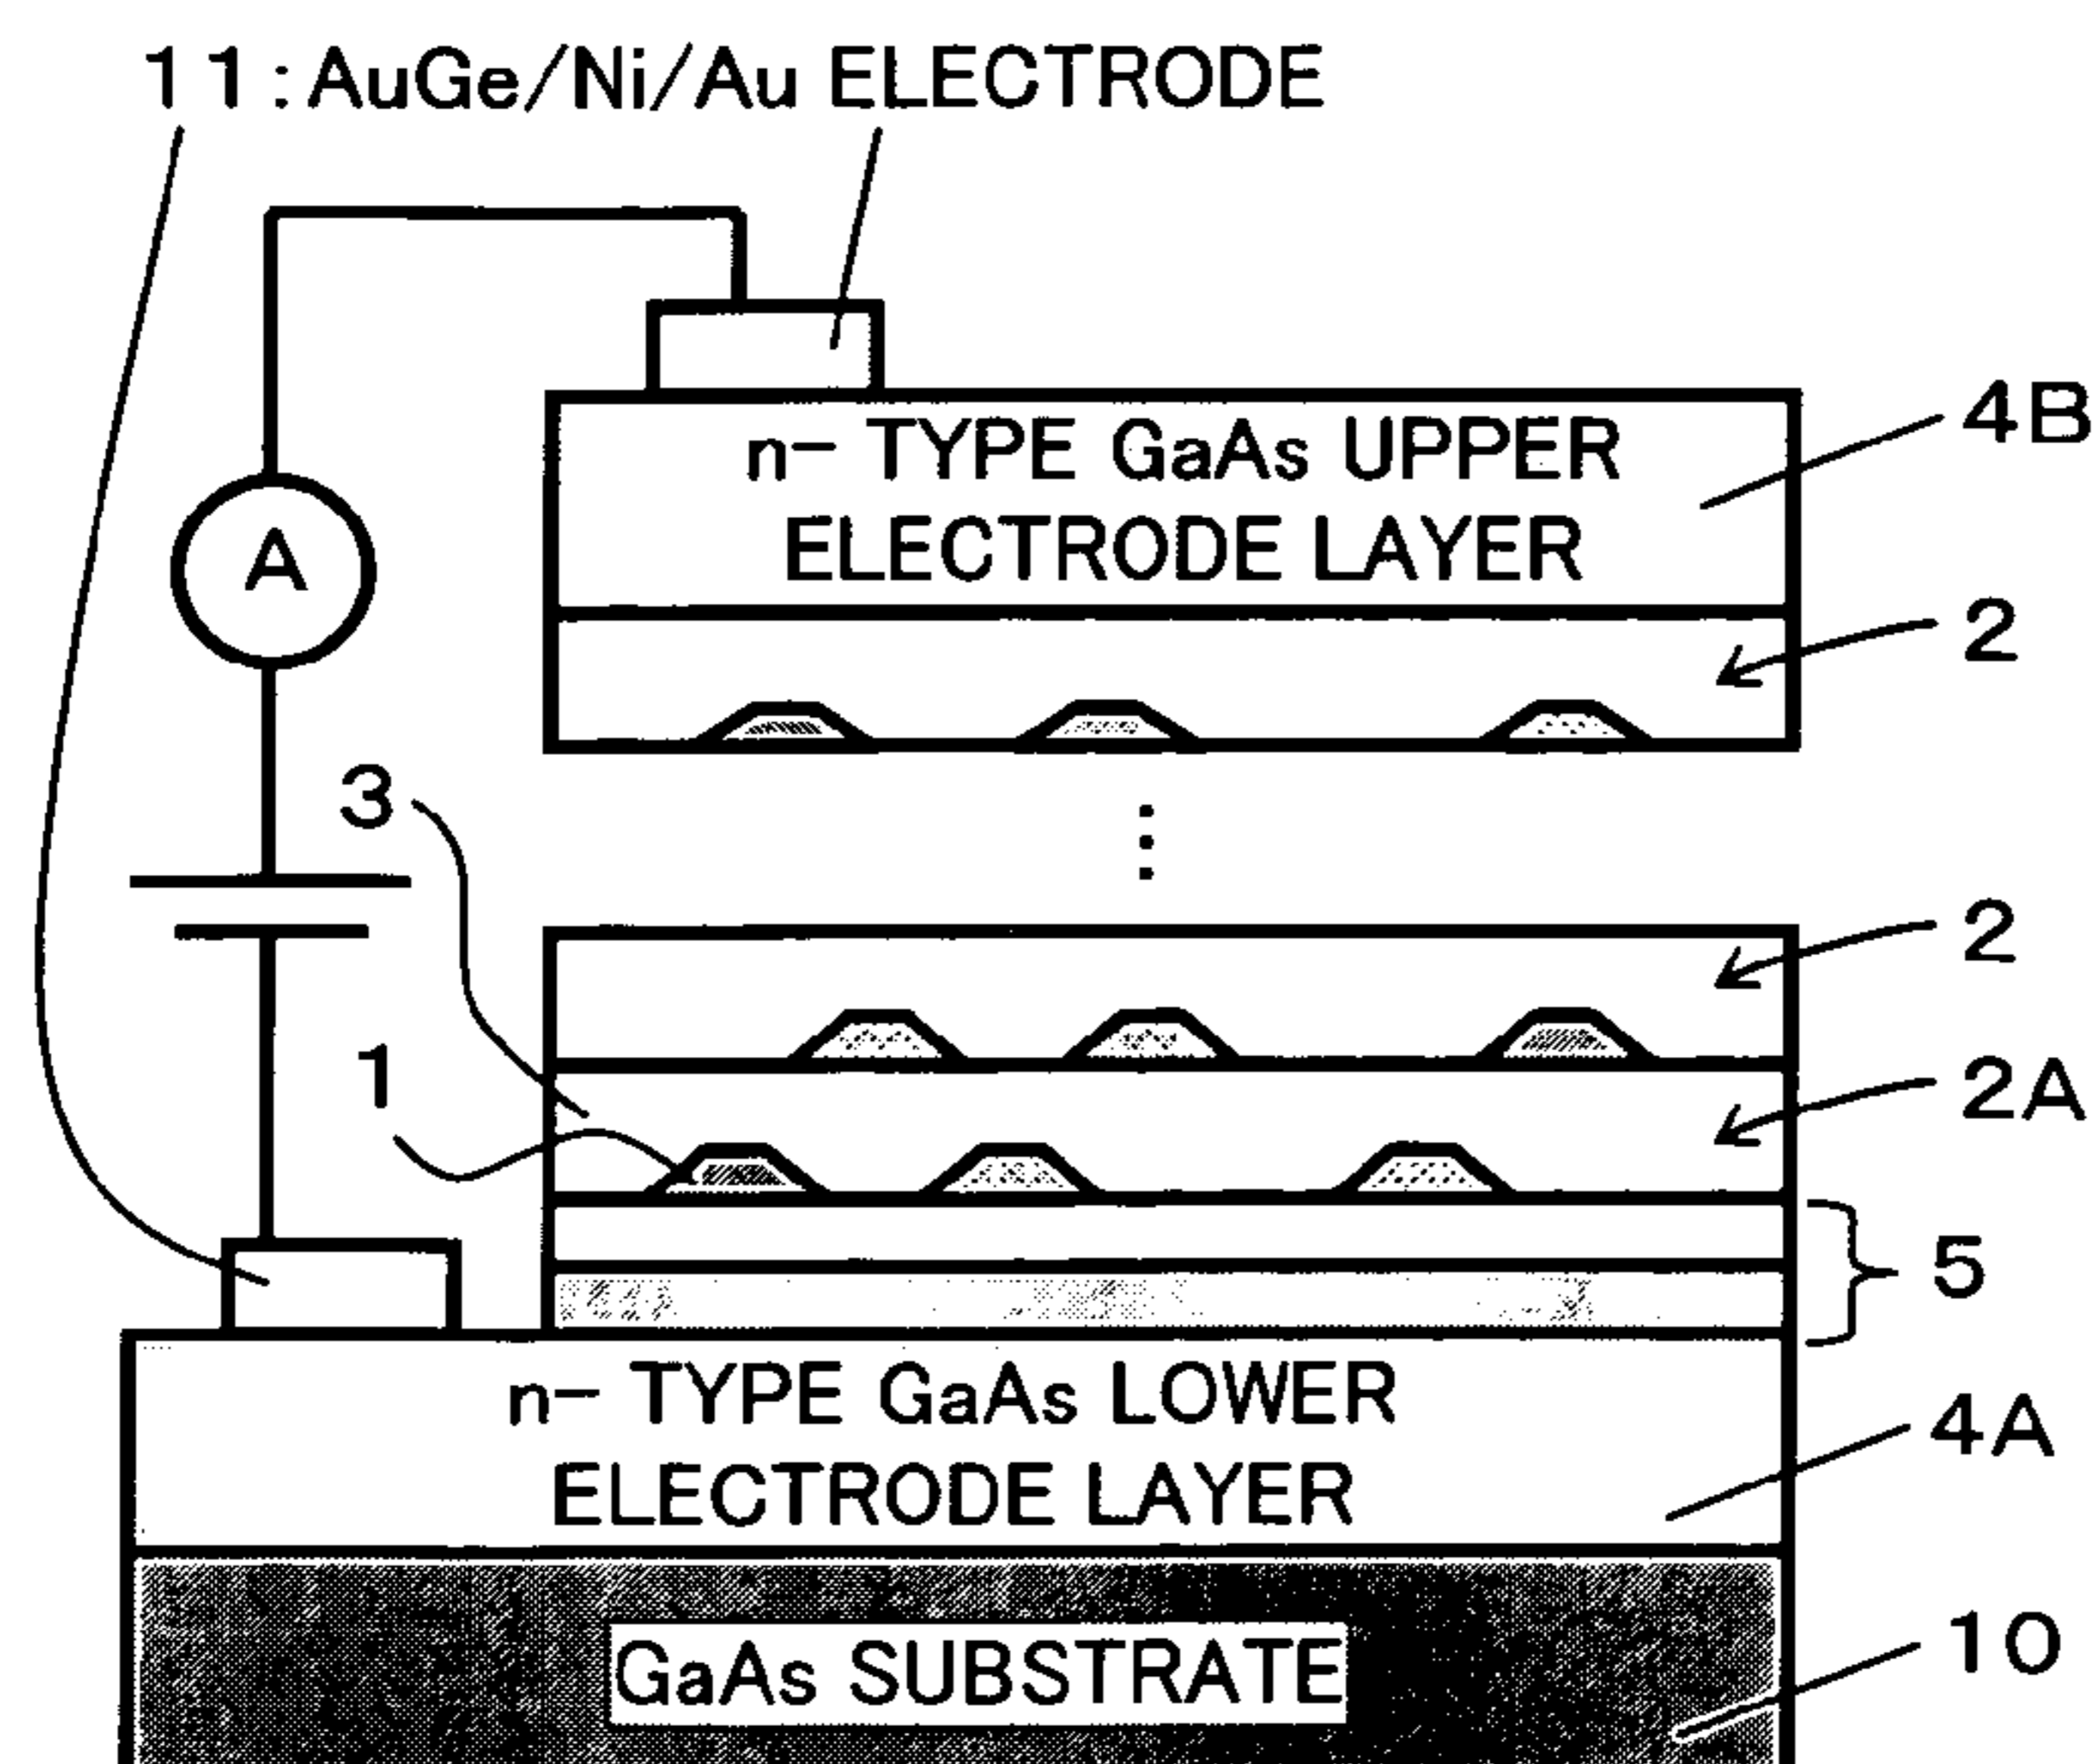 11:AuGe/Ni/Au ELECTRODE
n- TYPE GaAs UPPER
ELECTRODE LAYER
4B
A
2
3
2
1
2A
5
n- TYPE GaAs LOWER
ELECTRODE LAYER
4A
GaAs SUBSTRATE
10